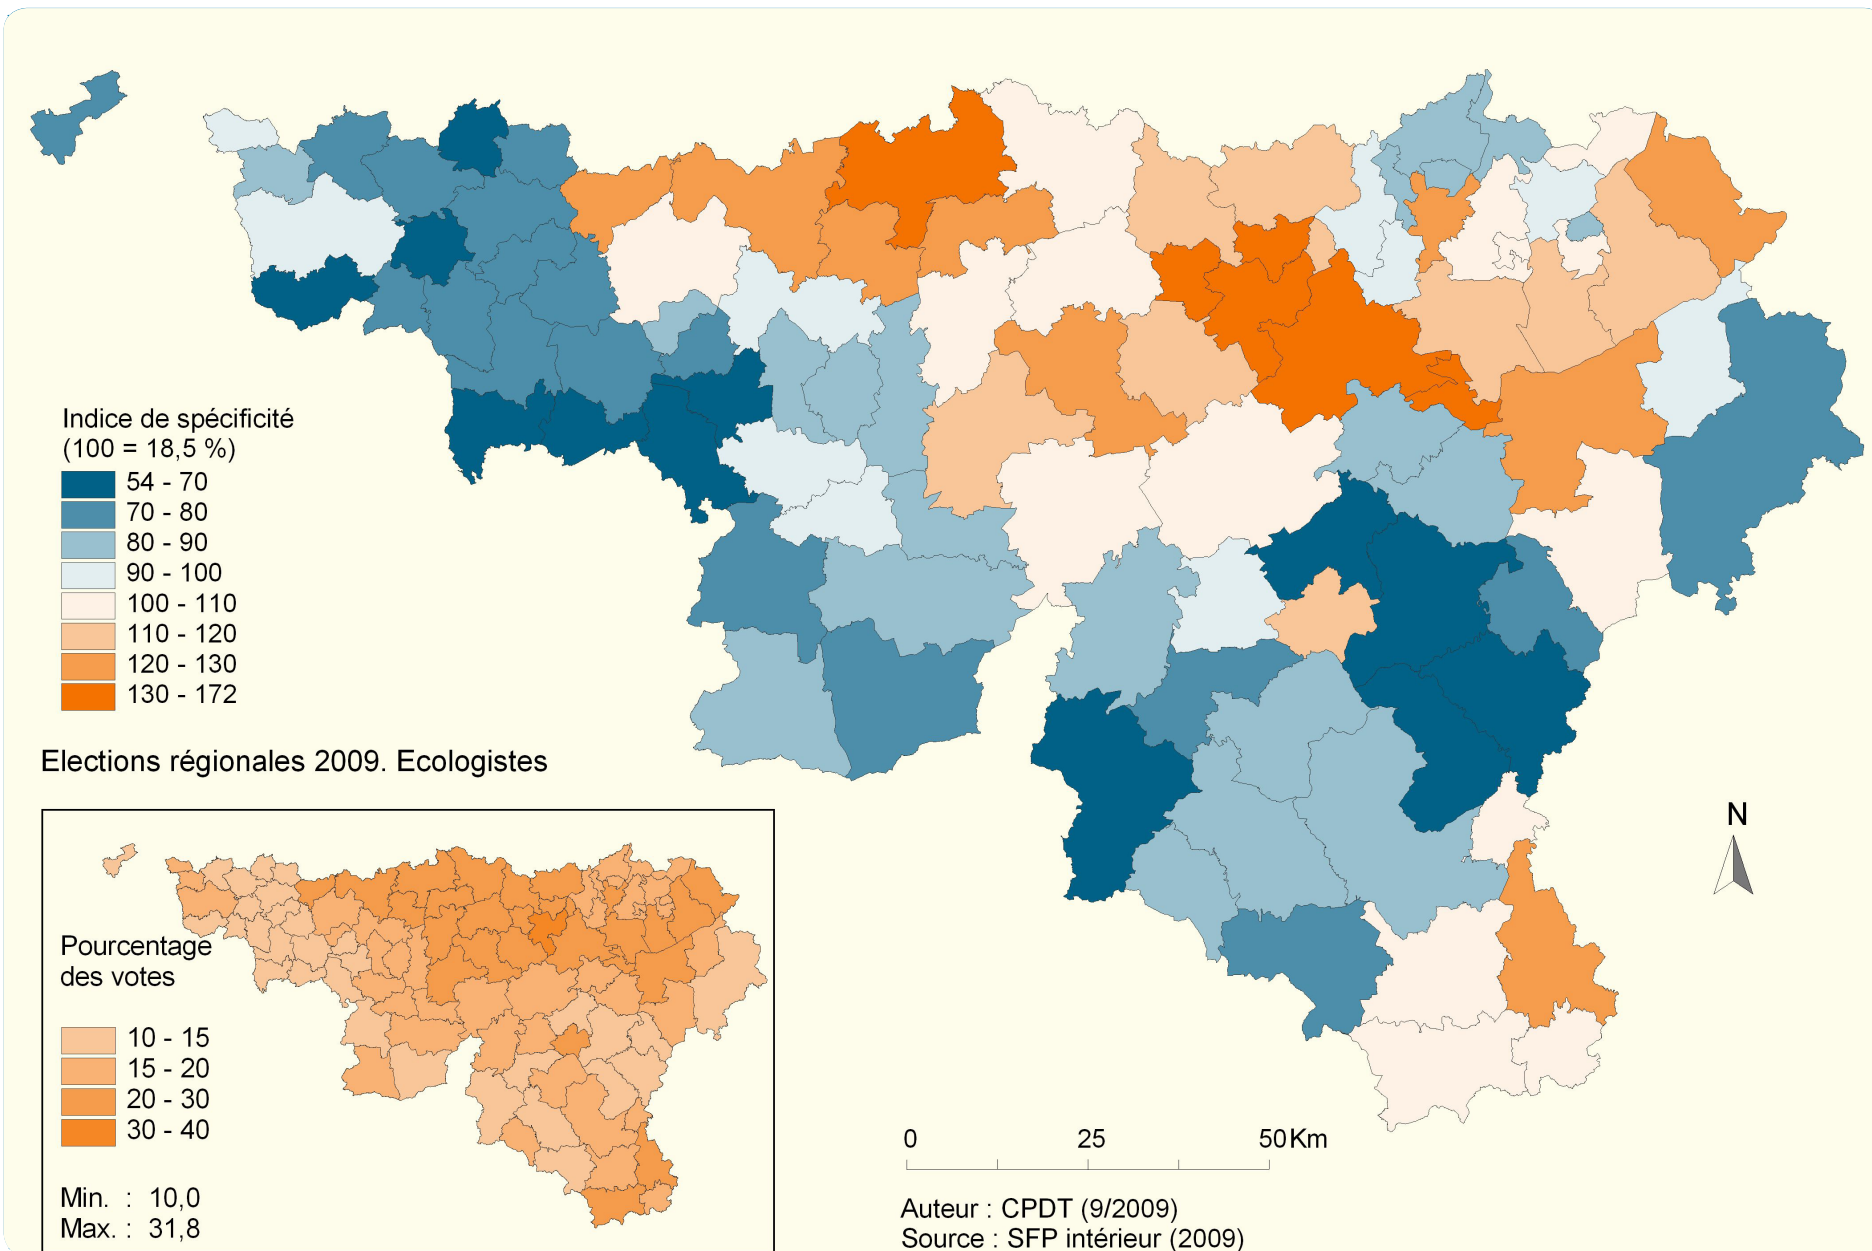 Indice de spécificité
(100 = 18,5 %)
54 - 70
70 - 80
80 - 90
90 - 100
100 - 110
110 - 120
120 - 130
130 - 172
Elections régionales 2009. Ecologistes
Pourcentage
des votes
10 - 15
15 - 20
20 - 30
30 - 40
Min. : 10,0
Max. : 31,8
N
0 25 50Km
Auteur : CPDT (9/2009)
Source : SFP intérieur (2009)